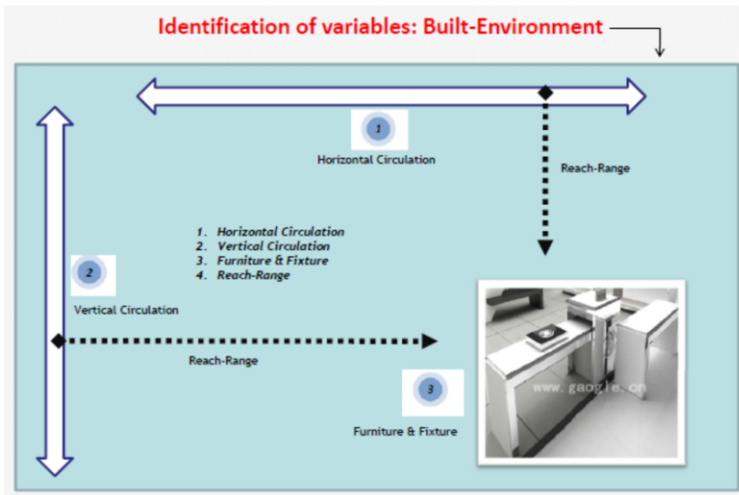 Identification of variables: Built-Environment
1
Horizontal Circulation
Reach-Range
1. Horizontal Circulation
2. Vertical Circulation
3. Furniture & Fixture
4. Reach-Range
2
Vertical Circulation
Reach-Range
www.gaogle.cn
3
Furniture & Fixture